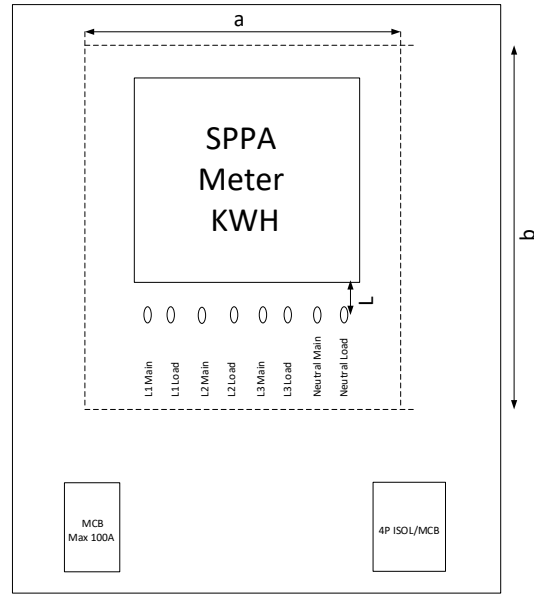 a
SPPA
Meter
KWH
b
L
L1 Main
L1 Load
L2 Main
L2 Load
L3 Main
L3 Load
Neutral Main
Neutral Load
MCB
Max 100A
4P ISOL/MCB